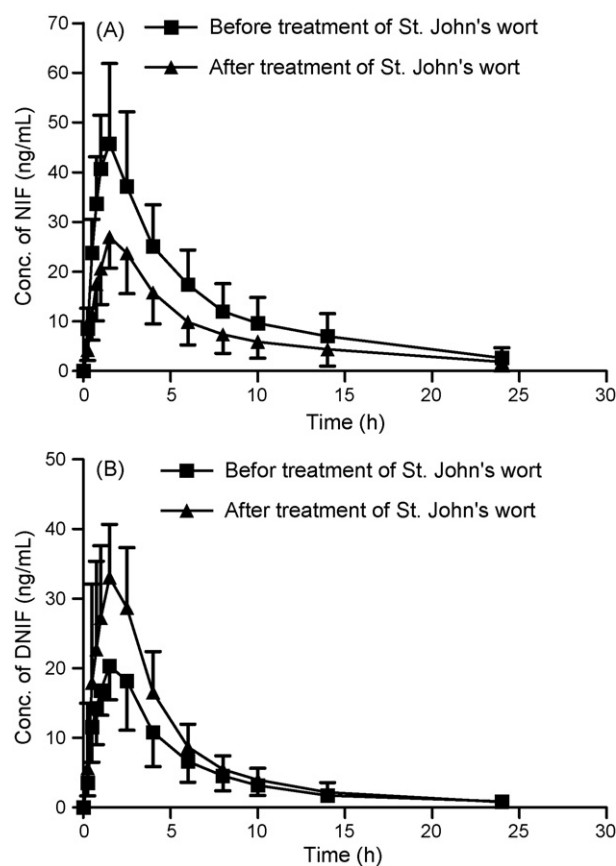 (A)
Before treatment of St. John's wort
After treatment of St. John's wort
Conc. of NIF (ng/mL)
70
60
50
40
30
20
10
0
0 5 10 15 20 25 30
Time (h)
(B)
Befor treatment of St. John's wort
After treatment of St. John's wort
Conc. of DNIF (ng/mL)
50
40
30
20
10
0
0 5 10 15 20 25 30
Time (h)